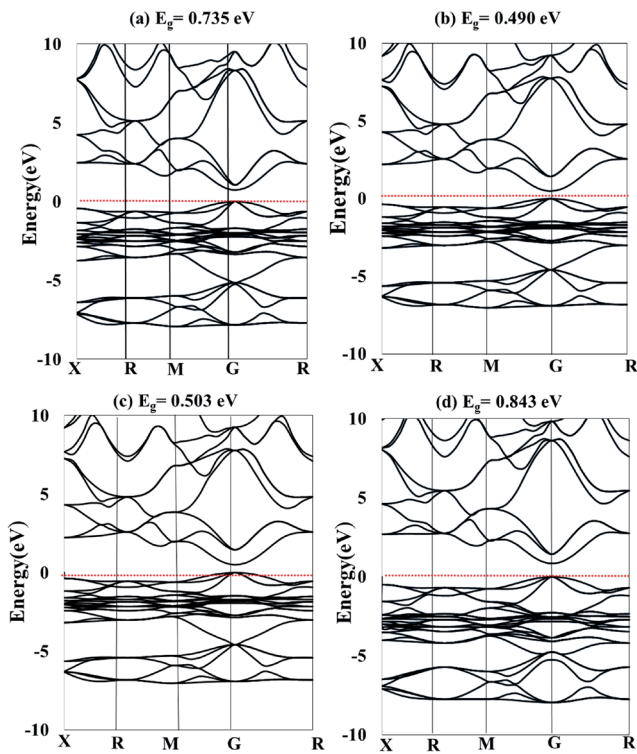 (a) Eg= 0.735 eV
Energy(eV)
10
5
0
-5
-10
X R M G R
(b) Eg= 0.490 eV
Energy(eV)
10
5
0
-5
-10
X R M G R
(c) Eg= 0.503 eV
Energy(eV)
10
5
0
-5
-10
X R M G R
(d) Eg= 0.843 eV
Energy(eV)
10
5
0
-5
-10
X R M G R